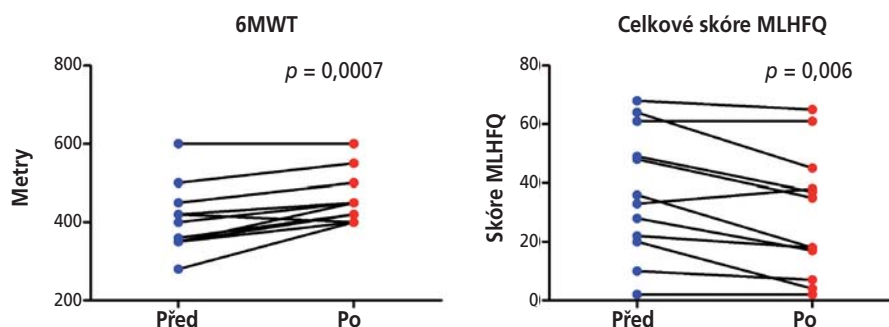 6MWT
p = 0,0007
800
600
400
200
Metry
Před
Po
Celkové skóre MLHFQ
p = 0,006
80
60
40
20
0
Skóre MLHFQ
Před
Po